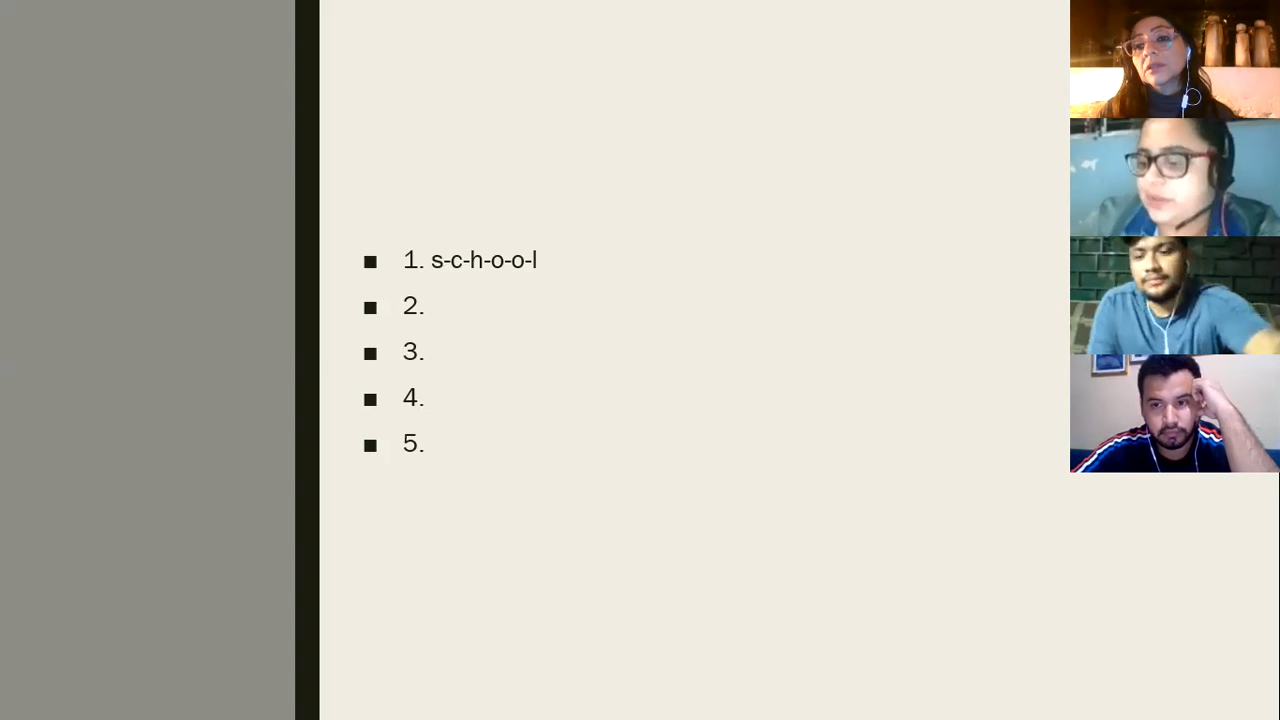 ■ 1. s-c-h-o-o-l
■ 2.
■ 3.
■ 4.
■ 5.